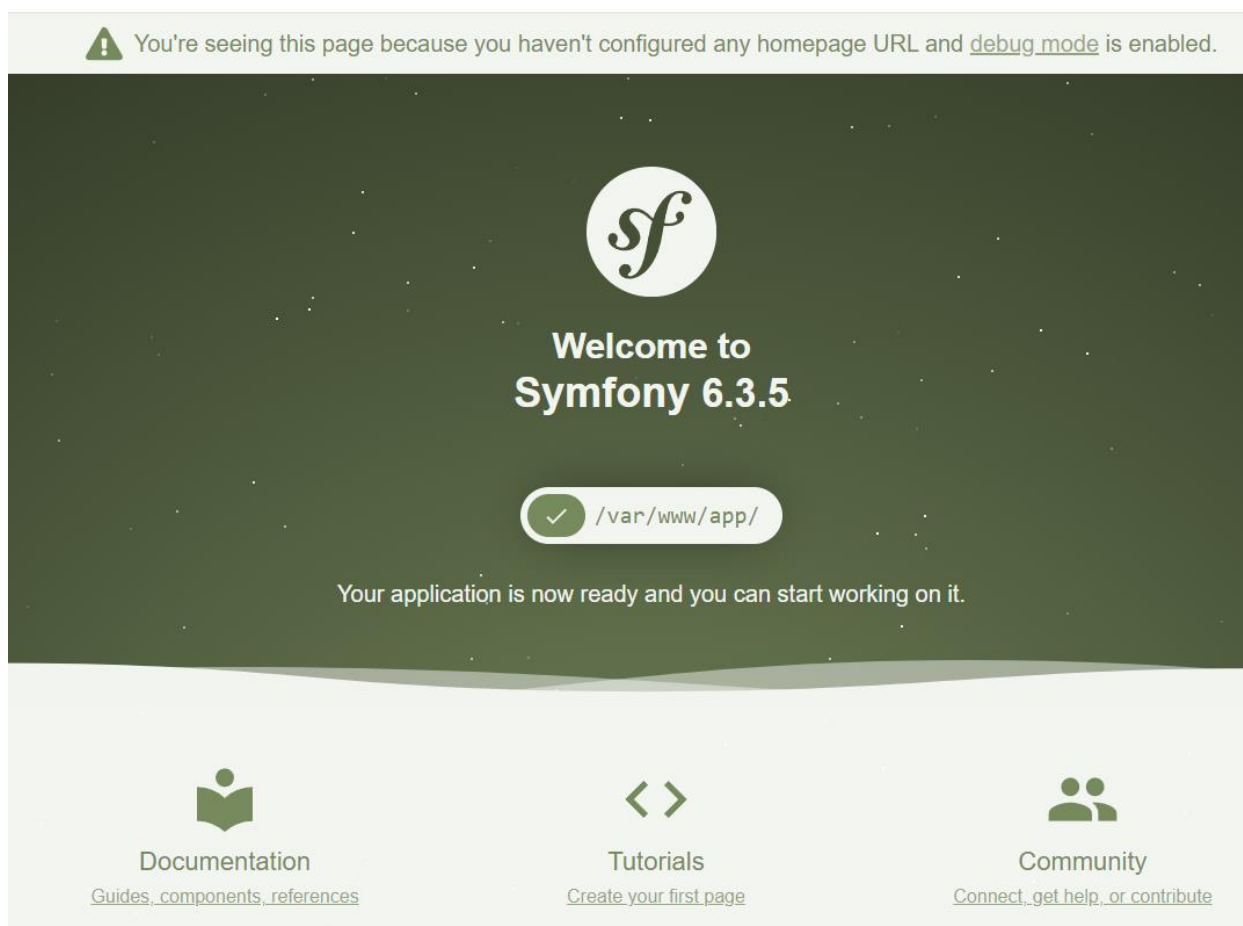 You're seeing this page because you haven't configured any homepage URL and debug mode is enabled.
sf
Welcome to
Symfony 6.3.5
/var/www/app/
Your application is now ready and you can start working on it.
Documentation
Guides, components, references
Tutorials
Create your first page
Community
Connect, get help, or contribute